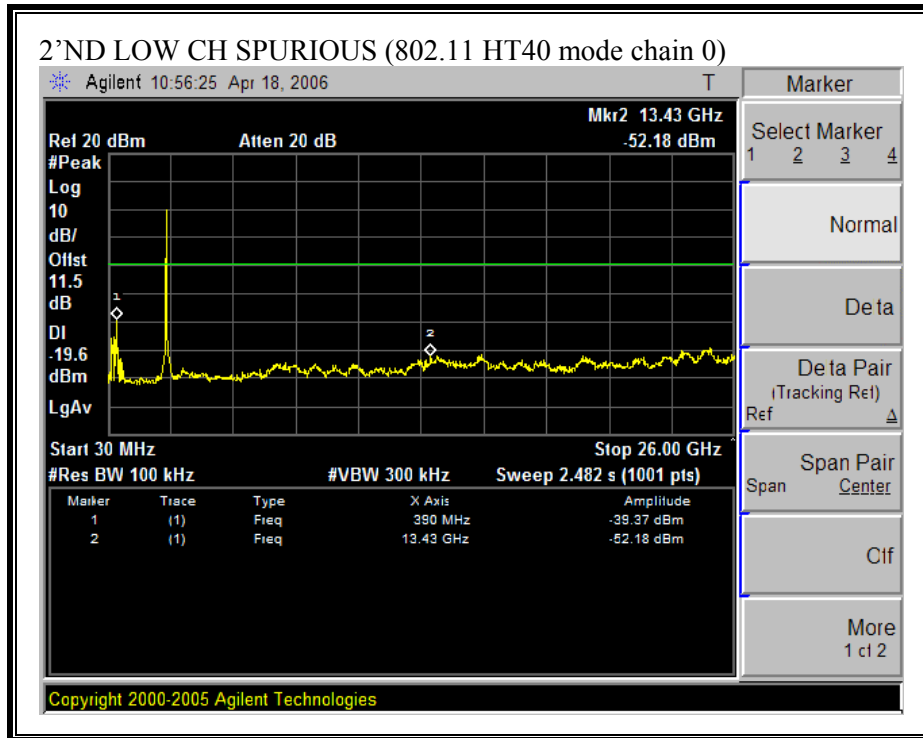 2’ND LOW CH SPURIOUS (802.11 HT40 mode chain 0)
Agilent 10:56:25 Apr 18, 2006 T
Mkr2 13.43 GHz
Ref 20 dBm Atten 20 dB -52.18 dBm
#Peak
Log
10
dB/
Offst
11.5
dB
DI
-19.6
dBm
LgAv
1
2
Start 30 MHz Stop 26.00 GHz
#Res BW 100 kHz #VBW 300 kHz Sweep 2.482 s (1001 pts)
Marker Trace Type X Axis Amplitude
1 (1) Freq 390 MHz -39.37 dBm
2 (1) Freq 13.43 GHz -52.18 dBm
Copyright 2000-2005 Agilent Technologies
Marker
Select Marker
1 2 3 4
Normal
Delta
Delta Pair
(Tracking Ref)
Ref Δ
Span Pair
Span Center
Off
More
1 of 2